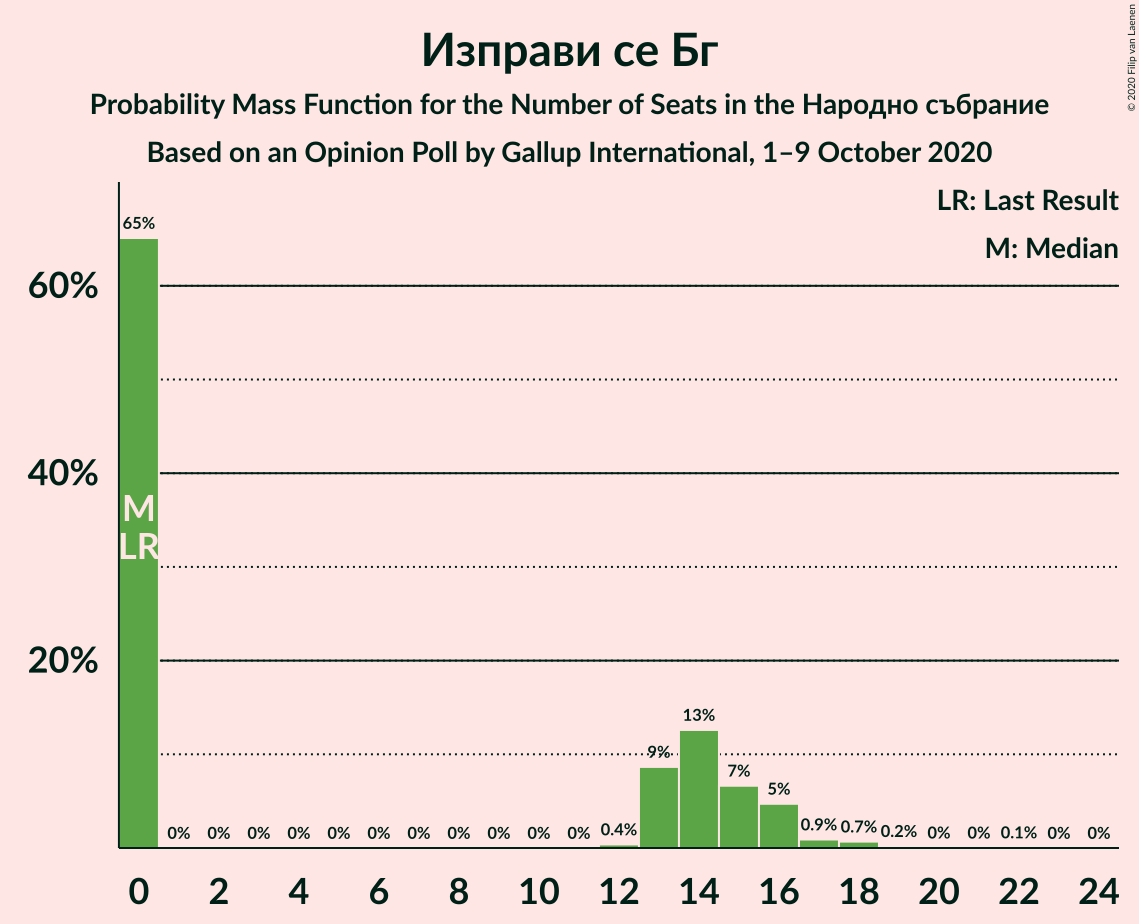 Изправи се Бг
Probability Mass Function for the Number of Seats in the Народно събрание
Based on an Opinion Poll by Gallup International, 1–9 October 2020
© 2020 Filip van Laenen
LR: Last Result
M: Median
65%
60%
40%
20%
M
LR
0% 0% 0% 0% 0% 0% 0% 0% 0% 0% 0% 0.4% 9% 13% 7% 5% 0.9% 0.7% 0.2% 0% 0% 0.1% 0% 0%
0 2 4 6 8 10 12 14 16 18 20 22 24